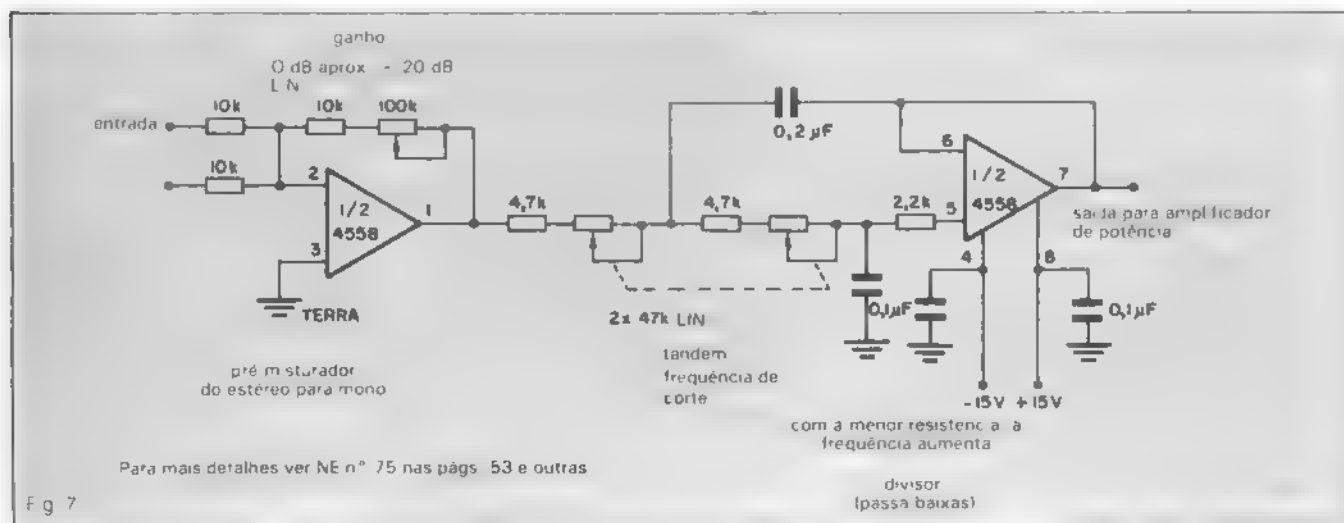 ganho
0 dB aprox - 20 dB
LIN
10k
10k
100k
entrada
10k
2
1/2
4558
1
3
TERRA
4,7k
4,7k
2,2k
0,2 µF
6
1/2
4558
7
5
4
8
0,1µF
0,1µF
saída para amplificador
de potência
2x 47k LIN
tandem
frequência de
corte
pré misturador
do estéreo para mono
-15V +15V
com a menor resistência a
frequência aumenta
Para mais detalhes ver NE nº 75 nas págs 53 e outras
divisor
(passa baixas)
Fig 7